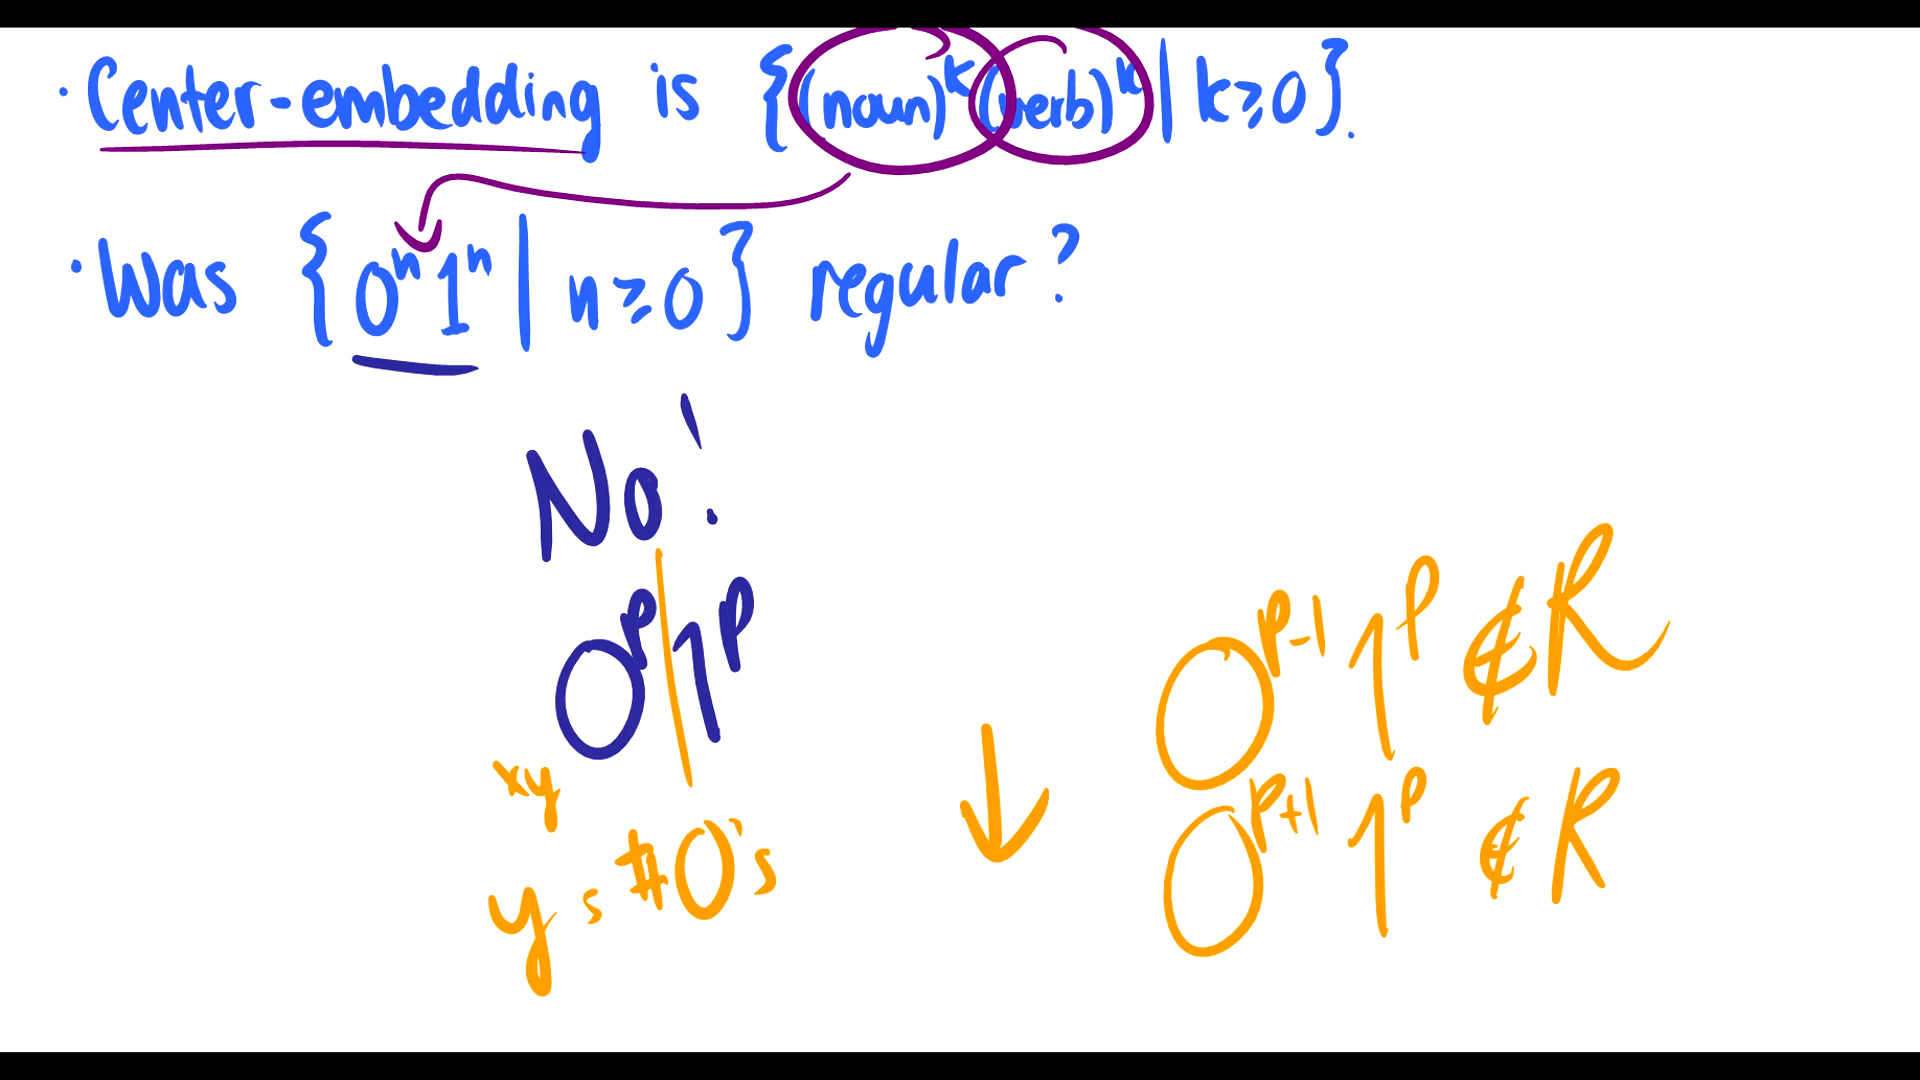 · Center-embedding is {(noun)^k (verb)^k | k ≥ 0}.
· Was {0^n 1^n | n ≥ 0} regular?
No!
0^p | 1^p
xy
y = #0's
↓
0^{p-1} 1^p ∉ R
0^{p+1} 1^p ∉ R